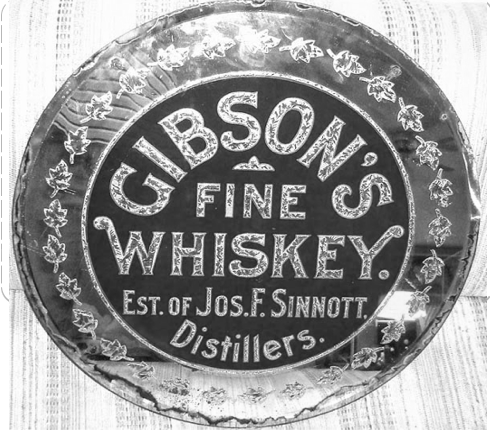 GIBSON'S
FINE
WHISKEY.
EST. OF JOS. F. SINNOTT,
Distillers.